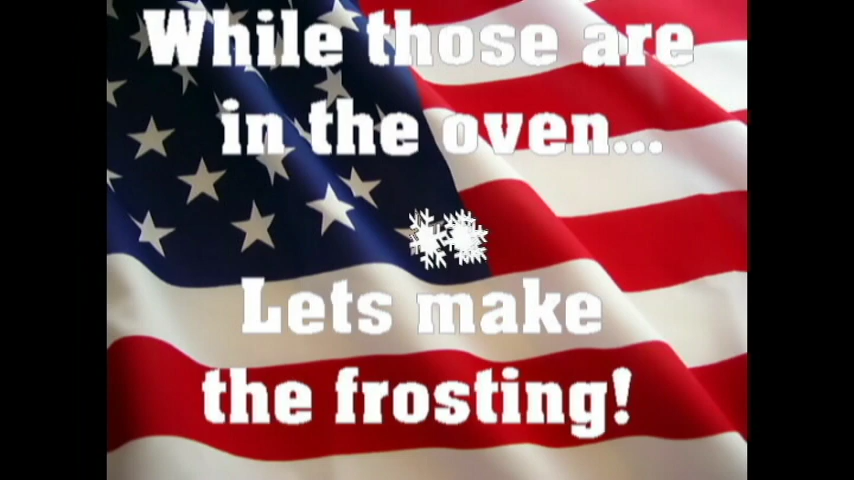 While those are
in the oven...
Lets make
the frosting!